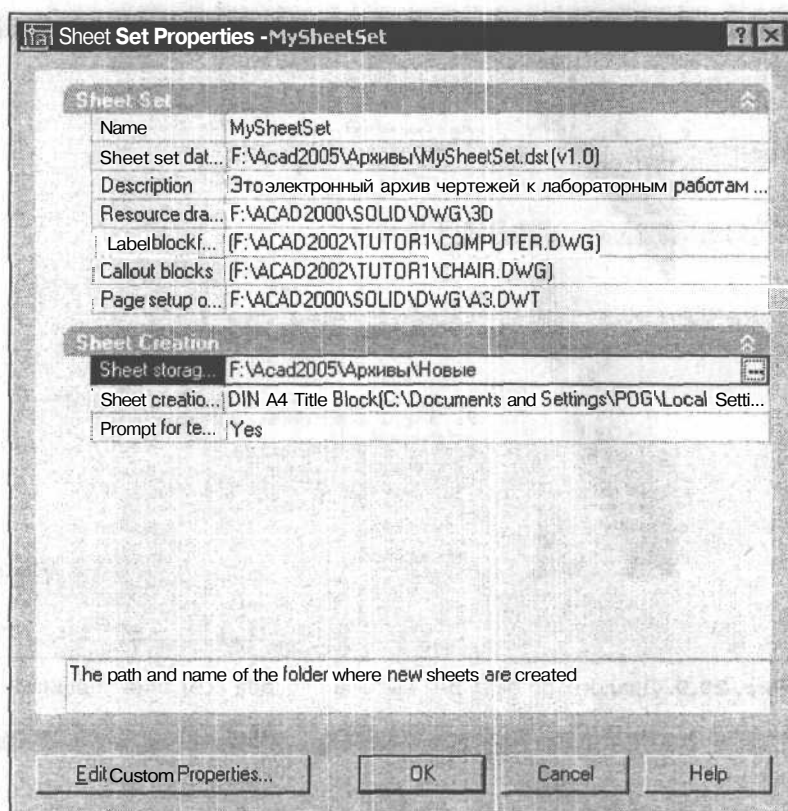 Sheet Set Properties - MySheetSet
Sheet Set
Name MySheetSet
Sheet set dat... F:\Acad2005\Архивы\MySheetSet.dst (v1.0)
Description Это электронный архив чертежей к лабораторным работам ...
Resource dra... F:\ACAD2000\SOLID\DWG\3D
Label block f... (F:\ACAD2002\TUTOR1\COMPUTER.DWG)
Callout blocks (F:\ACAD2002\TUTOR1\CHAIR.DWG)
Page setup o... F:\ACAD2000\SOLID\DWG\A3.DWT
Sheet Creation
Sheet storag... F:\Acad2005\Архивы\Новые ...
Sheet creatio... DIN A4 Title Block(C:\Documents and Settings\POG\Local Setti...
Prompt for te... Yes
The path and name of the folder where new sheets are created
Edit Custom Properties... OK Cancel Help